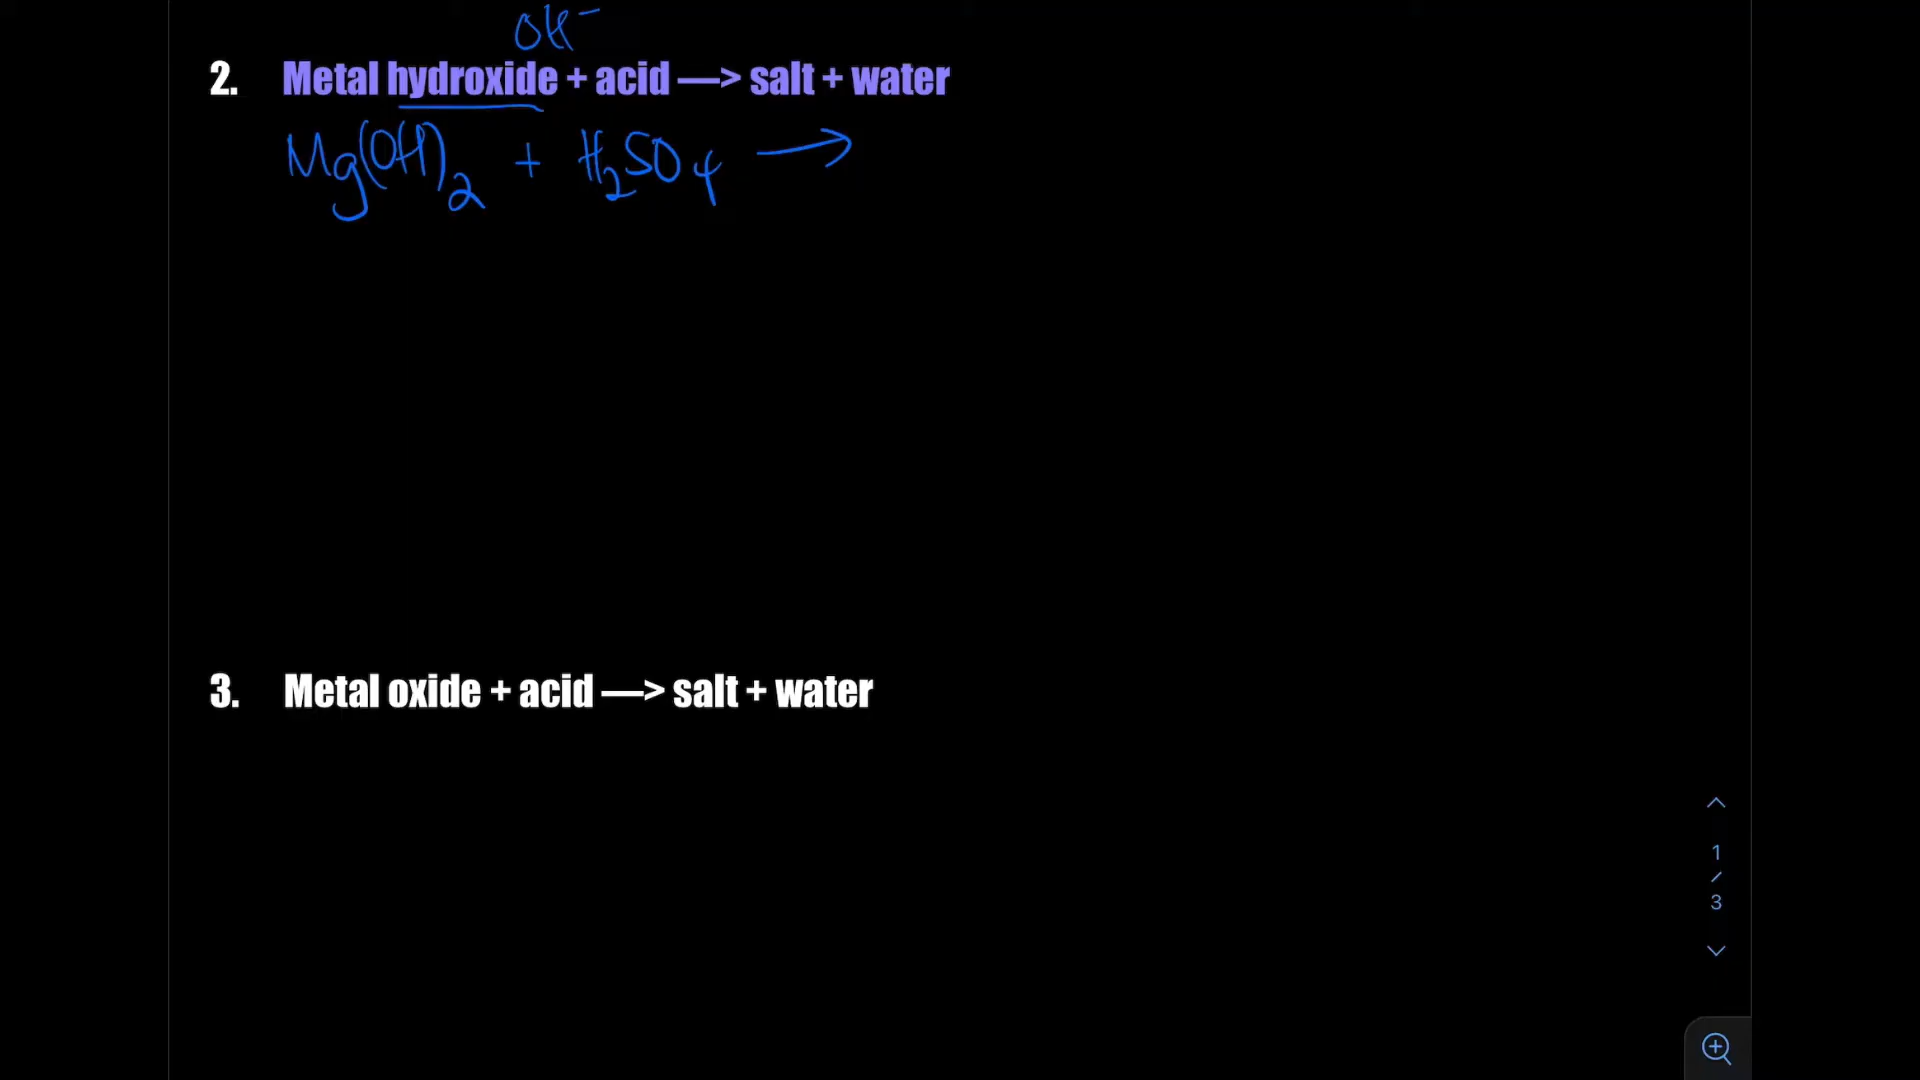 OH⁻
2. Metal hydroxide + acid —> salt + water
Mg(OH)₂ + H₂SO₄ →
3. Metal oxide + acid —> salt + water
1
/
3